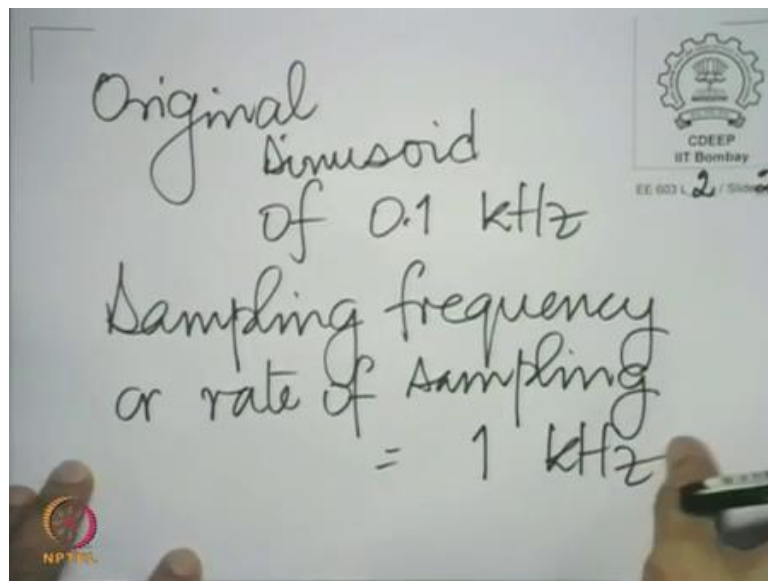 Original
sinusoid
of 0.1 kHz
Sampling frequency
or rate of sampling
= 1 kHz
CDEEP
IIT Bombay
EE 603 L 2 / Slide
NPTEL